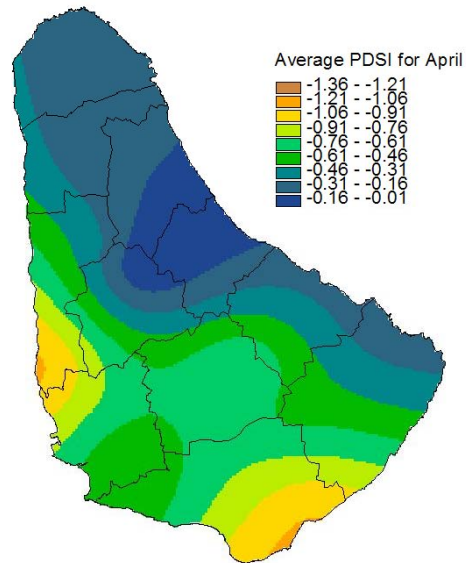 Average PDSI for April
-1.36 - -1.21
-1.21 - -1.06
-1.06 - -0.91
-0.91 - -0.76
-0.76 - -0.61
-0.61 - -0.46
-0.46 - -0.31
-0.31 - -0.16
-0.16 - -0.01